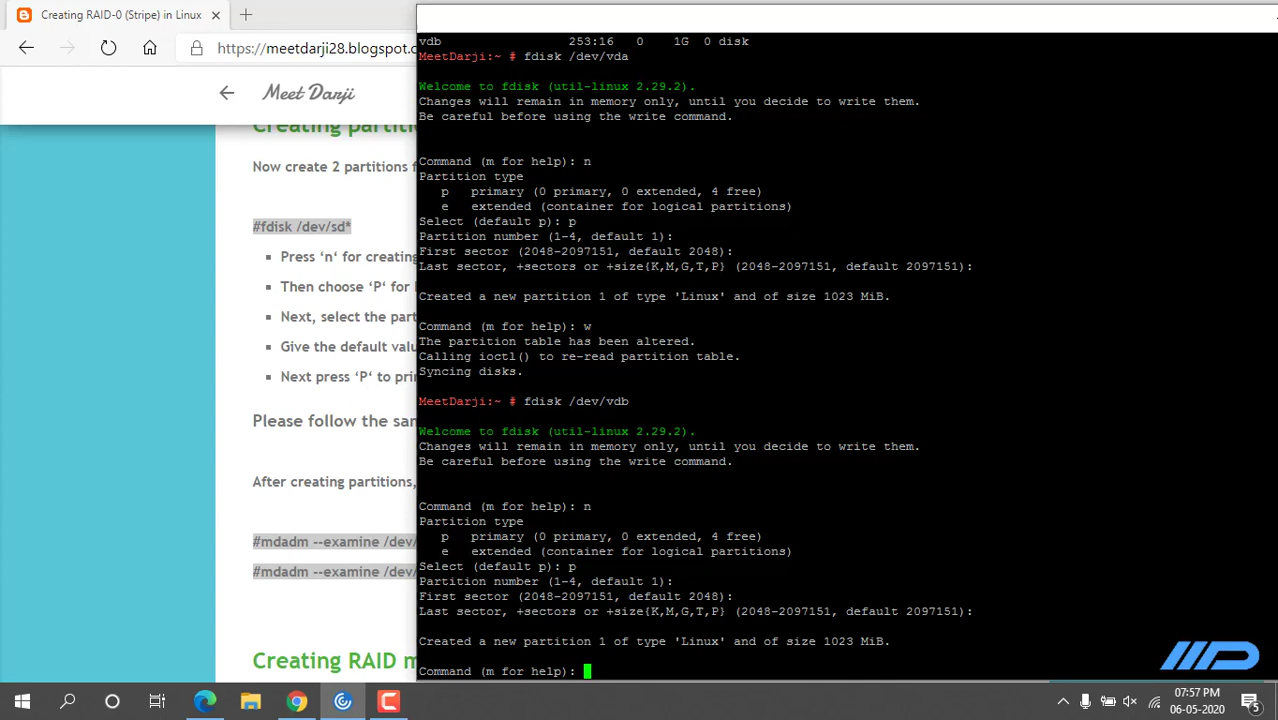 Creating RAID-0 (Stripe) in Linux
https://meetdarji28.blogspot.c
Meet Darji
Creating partiti
Now create 2 partitions
#fdisk /dev/sd*
Press ‘n‘ for creating
Then choose ‘P‘ for
Next, select the part
Give the default valu
Next press ‘P‘ to prin
Please follow the sam
After creating partitions,
#mdadm --examine /dev/
#mdadm --examine /dev/
Creating RAID m
vdb 253:16 0 1G 0 disk
MeetDarji:~ # fdisk /dev/vda
Welcome to fdisk (util-linux 2.29.2).
Changes will remain in memory only, until you decide to write them.
Be careful before using the write command.
Command (m for help): n
Partition type
p primary (0 primary, 0 extended, 4 free)
e extended (container for logical partitions)
Select (default p): p
Partition number (1-4, default 1):
First sector (2048-2097151, default 2048):
Last sector, +sectors or +size{K,M,G,T,P} (2048-2097151, default 2097151):
Created a new partition 1 of type 'Linux' and of size 1023 MiB.
Command (m for help): w
The partition table has been altered.
Calling ioctl() to re-read partition table.
Syncing disks.
MeetDarji:~ # fdisk /dev/vdb
Welcome to fdisk (util-linux 2.29.2).
Changes will remain in memory only, until you decide to write them.
Be careful before using the write command.
Command (m for help): n
Partition type
p primary (0 primary, 0 extended, 4 free)
e extended (container for logical partitions)
Select (default p): p
Partition number (1-4, default 1):
First sector (2048-2097151, default 2048):
Last sector, +sectors or +size{K,M,G,T,P} (2048-2097151, default 2097151):
Created a new partition 1 of type 'Linux' and of size 1023 MiB.
Command (m for help):
07:57 PM
06-05-2020
5